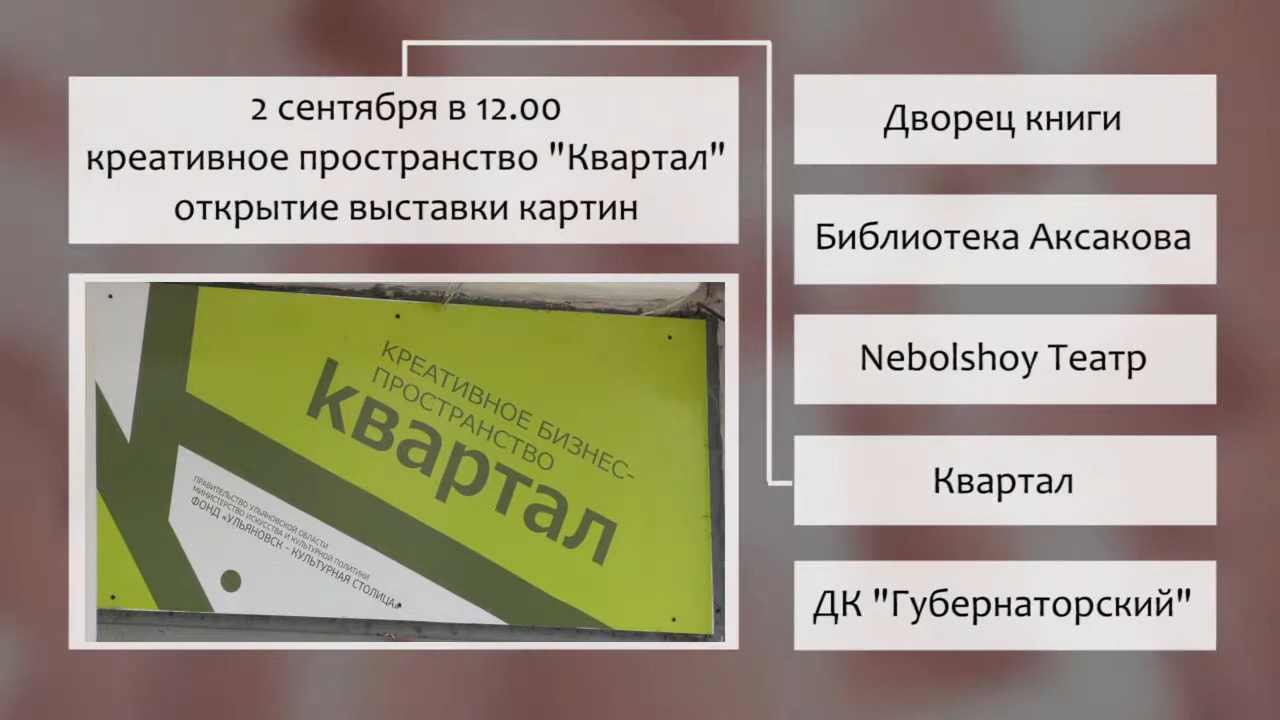 2 сентября в 12.00
креативное пространство "Квартал"
открытие выставки картин
КРЕАТИВНОЕ БИЗНЕС-
ПРОСТРАНСТВО
квартал
ПРАВИТЕЛЬСТВО УЛЬЯНОВСКОЙ ОБЛАСТИ
МИНИСТЕРСТВО ИСКУССТВА И КУЛЬТУРНОЙ ПОЛИТИКИ
ФОНД «УЛЬЯНОВСК - КУЛЬТУРНАЯ СТОЛИЦА»
Дворец книги
Библиотека Аксакова
Nebolshoy Театр
Квартал
ДК "Губернаторский"